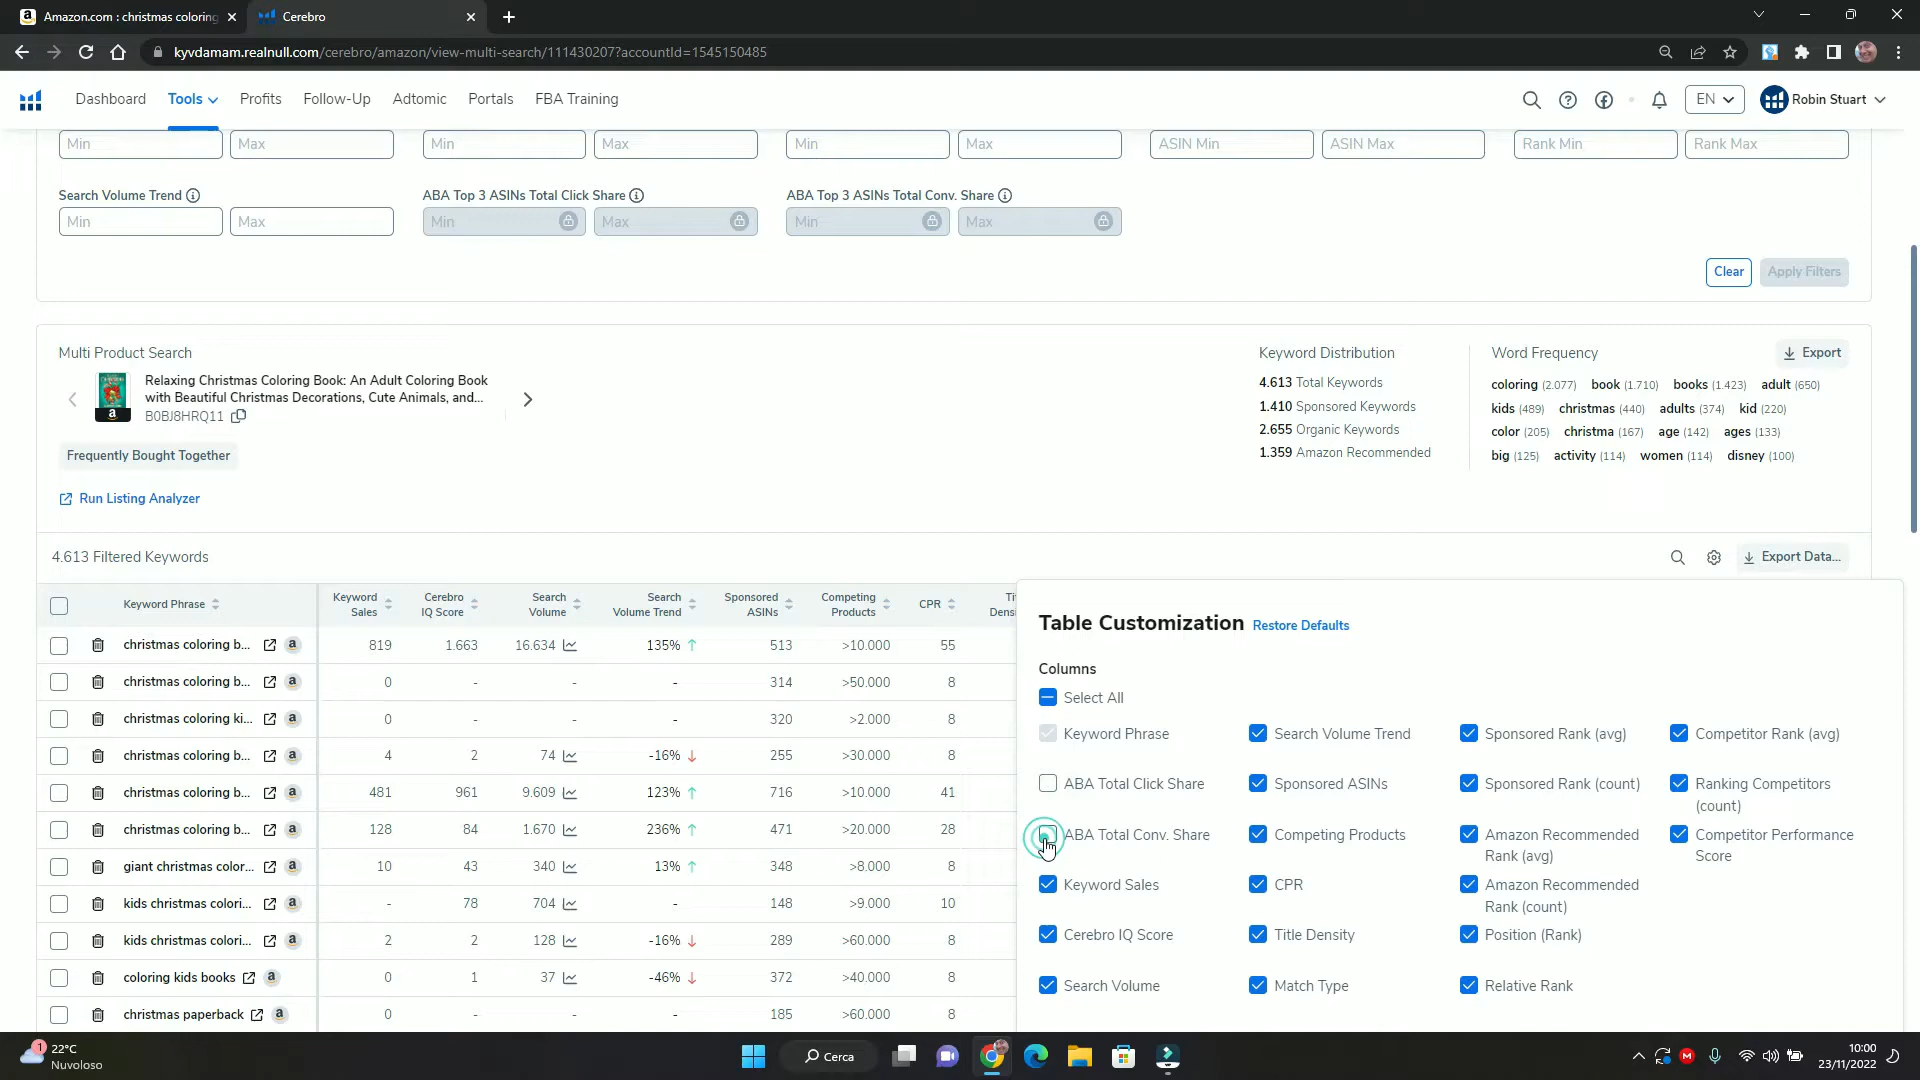 Amazon.com : christmas coloring
Cerebro
kyvdamam.realnull.com/cerebro/amazon/view-multi-search/111430207?accountId=1545150485
Dashboard Tools Profits Follow-Up Adtomic Portals FBA Training
EN Robin Stuart
Min Max Min Max Min Max ASIN Min ASIN Max Rank Min Rank Max
Search Volume Trend ABA Top 3 ASINs Total Click Share ABA Top 3 ASINs Total Conv. Share
Min Max Min Max Min Max
Clear Apply Filters
Multi Product Search
Relaxing Christmas Coloring Book: An Adult Coloring Book
with Beautiful Christmas Decorations, Cute Animals, and...
B0BJ8HRQ11
Frequently Bought Together
Run Listing Analyzer
Keyword Distribution
4.613 Total Keywords
1.410 Sponsored Keywords
2.655 Organic Keywords
1.359 Amazon Recommended
Word Frequency Export
coloring (2.077) book (1.710) books (1.423) adult (650)
kids (489) christmas (440) adults (374) kid (220)
color (205) christma (167) age (142) ages (133)
big (125) activity (114) women (114) disney (100)
4.613 Filtered Keywords
Export Data...
Keyword Phrase Keyword Sales Cerebro IQ Score Search Volume Search Volume Trend Sponsored ASINs Competing Products CPR
christmas coloring b... 819 1.663 16.634 135% 513 >10.000 55
christmas coloring b... 0 - - - 314 >50.000 8
christmas coloring ki... 0 - - - 320 >2.000 8
christmas coloring b... 4 2 74 -16% 255 >30.000 8
christmas coloring b... 481 961 9.609 123% 716 >10.000 41
christmas coloring b... 128 84 1.670 236% 471 >20.000 28
giant christmas color... 10 43 340 13% 348 >8.000 8
kids christmas colori... - 78 704 - 148 >9.000 10
kids christmas colori... 2 2 128 -16% 289 >60.000 8
coloring kids books 0 1 37 -46% 372 >40.000 8
christmas paperback 0 - - - 185 >60.000 8
Table Customization Restore Defaults
Columns
Select All
Keyword Phrase Search Volume Trend Sponsored Rank (avg) Competitor Rank (avg)
ABA Total Click Share Sponsored ASINs Sponsored Rank (count) Ranking Competitors (count)
ABA Total Conv. Share Competing Products Amazon Recommended Rank (avg) Competitor Performance Score
Keyword Sales CPR Amazon Recommended Rank (count)
Cerebro IQ Score Title Density Position (Rank)
Search Volume Match Type Relative Rank
1
22°C
Nuvoloso
Cerca
10:00
23/11/2022